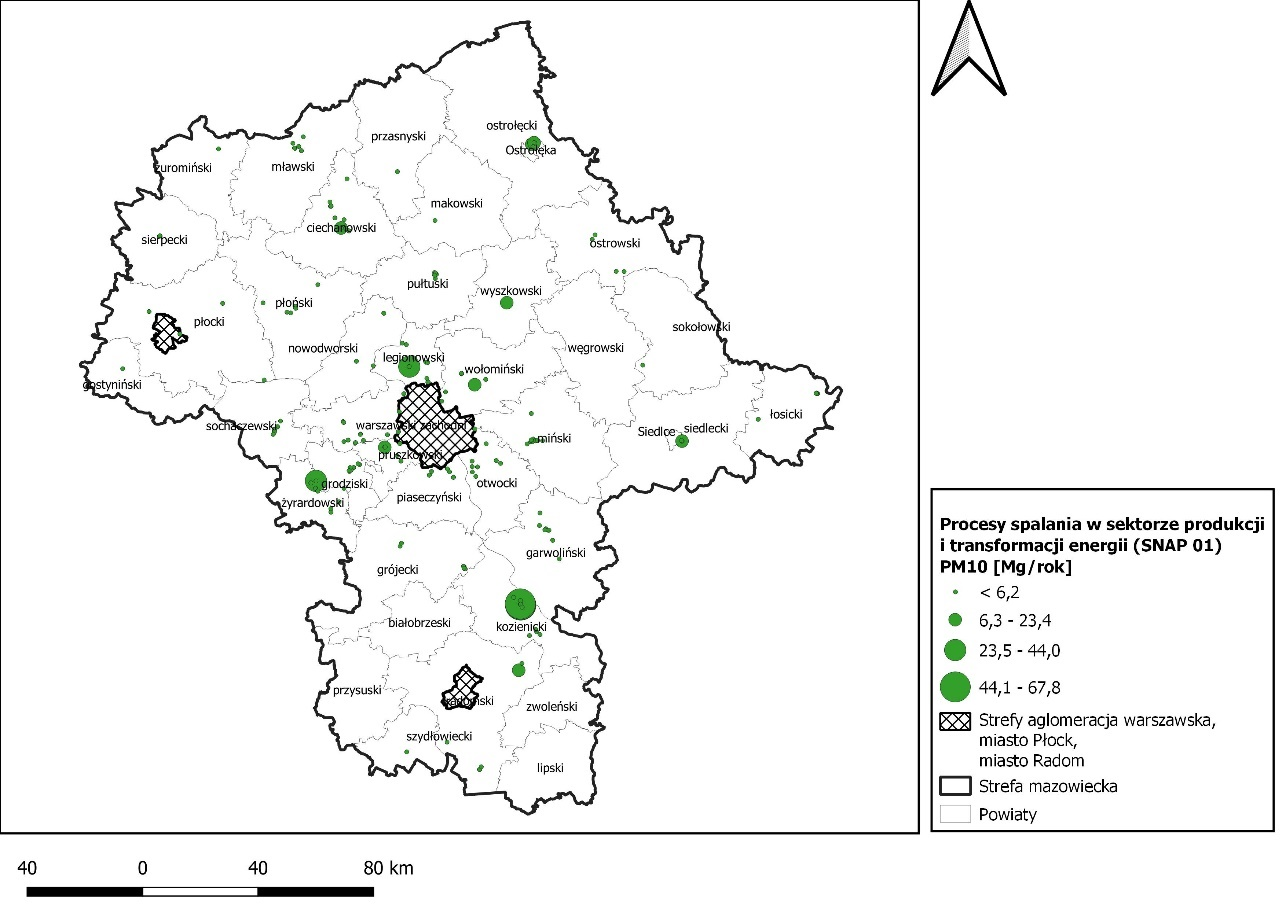 ostrołęcki
Ostrołęka
przasnyski
żuromiński
mławski
makowski
ciechanowski
sierpecki
ostrowski
pułtuski
wyszkowski
płoński
płocki
sokołowski
nowodworski
węgrowski
legionowski
wołomiński
gostyniński
łosicki
sochaczewski
warszawski zachodni
Siedlce
siedlecki
miński
pruszkowski
otwocki
grodziski
piaseczyński
żyrardowski
garwoliński
grójecki
białobrzeski
kozienicki
przysuski
radomski
zwoleński
szydłowiecki
lipski
Procesy spalania w sektorze produkcji
i transformacji energii (SNAP 01)
PM10 [Mg/rok]
< 6,2
6,3 - 23,4
23,5 - 44,0
44,1 - 67,8
Strefy aglomeracja warszawska,
miasto Płock,
miasto Radom
Strefa mazowiecka
Powiaty
40 0 40 80 km